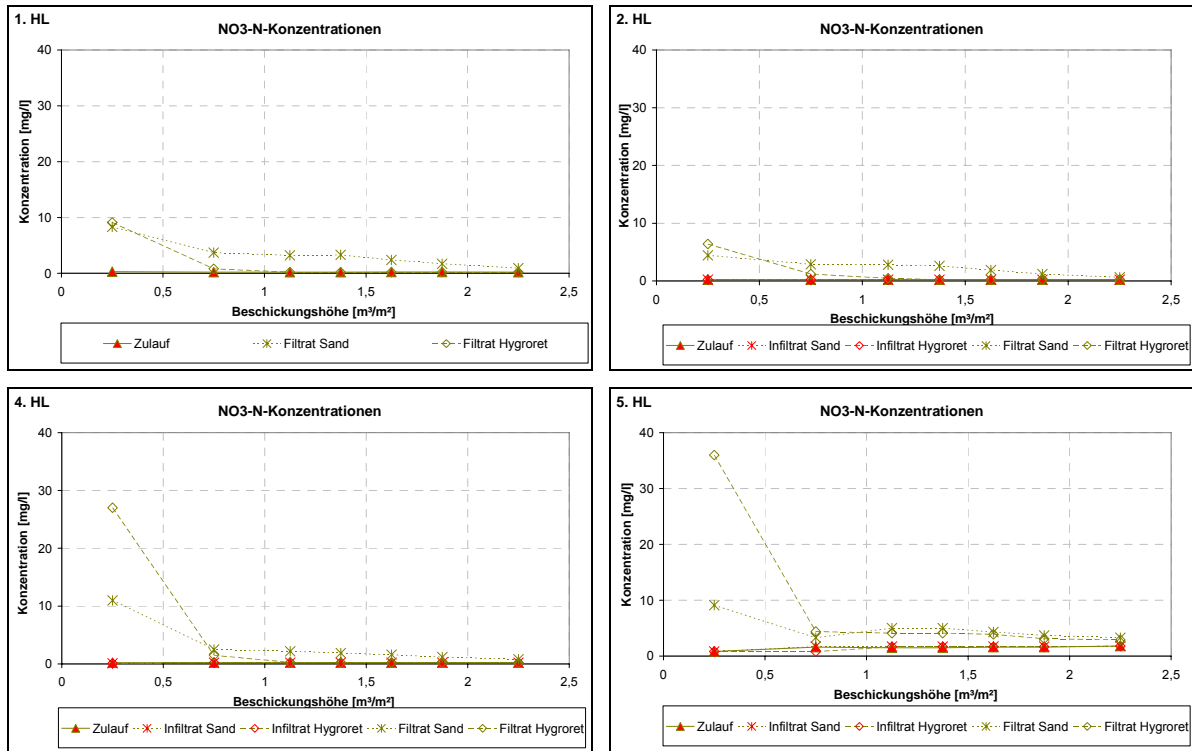 1. HL
NO3-N-Konzentrationen
Konzentration [mg/l]
40
30
20
10
0
0 0,5 1 1,5 2 2,5
Beschickungshöhe [m³/m²]
Zulauf Filtrat Sand Filtrat Hygroret
2. HL
NO3-N-Konzentrationen
Konzentration [mg/l]
40
30
20
10
0
0 0,5 1 1,5 2 2,5
Beschickungshöhe [m³/m²]
Zulauf Infiltrat Sand Infiltrat Hygroret Filtrat Sand Filtrat Hygroret
4. HL
NO3-N-Konzentrationen
Konzentration [mg/l]
40
30
20
10
0
0 0,5 1 1,5 2 2,5
Beschickungshöhe [m³/m²]
Zulauf Infiltrat Sand Infiltrat Hygroret Filtrat Sand Filtrat Hygroret
5. HL
NO3-N-Konzentrationen
Konzentration [mg/l]
40
30
20
10
0
0 0,5 1 1,5 2 2,5
Beschickungshöhe [m³/m²]
Zulauf Infiltrat Sand Infiltrat Hygroret Filtrat Sand Filtrat Hygroret